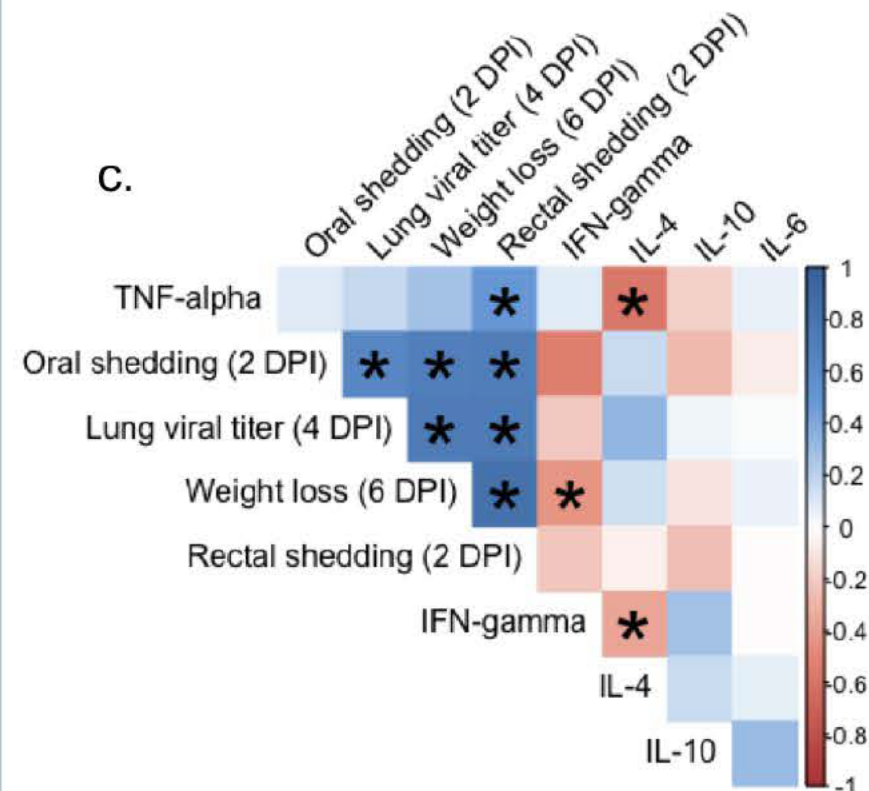 c.
Oral shedding (2 DPI)
Lung viral titer (4 DPI)
Weight loss (6 DPI)
Rectal shedding (2 DPI)
IFN-gamma
IL-4
IL-10
IL-6
TNF-alpha
* *
Oral shedding (2 DPI)
* * *
Lung viral titer (4 DPI)
* *
Weight loss (6 DPI)
* *
Rectal shedding (2 DPI)
IFN-gamma
*
IL-4
IL-10
1
0.8
0.6
0.4
0.2
0
-0.2
-0.4
-0.6
-0.8
-1